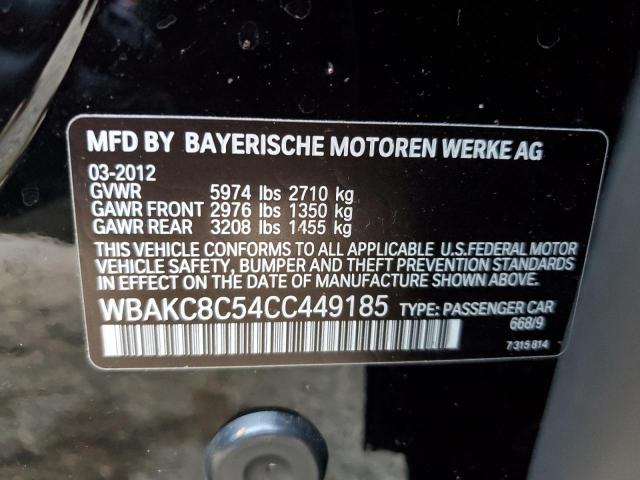 MFD BY BAYERISCHE MOTOREN WERKE AG
03-2012
GVWR 5974 lbs 2710 kg
GAWR FRONT 2976 lbs 1350 kg
GAWR REAR 3208 lbs 1455 kg
THIS VEHICLE CONFORMS TO ALL APPLICABLE U.S.FEDERAL MOTOR
VEHICLE SAFETY, BUMPER AND THEFT PREVENTION STANDARDS
IN EFFECT ON THE DATE OF MANUFACTURE SHOWN ABOVE.
WBAKC8C54CC449185 TYPE: PASSENGER CAR
668/9
7 315 814